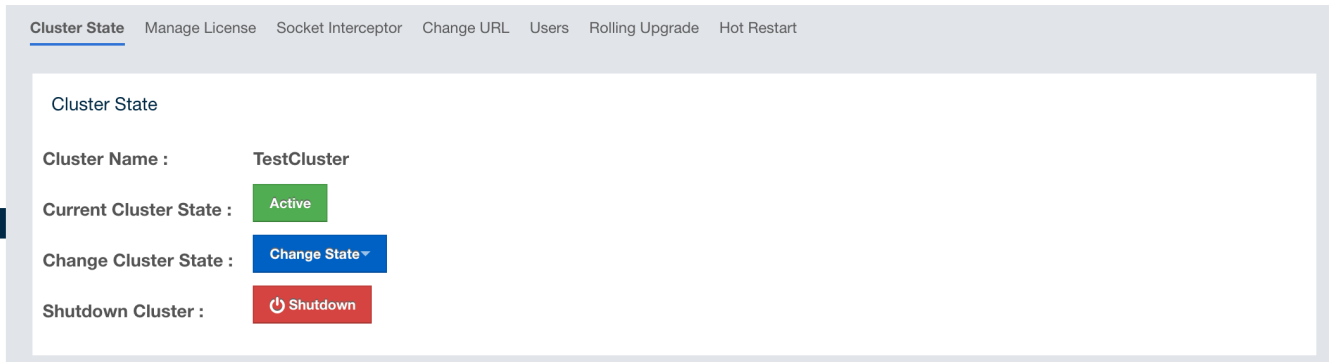 Cluster State Manage License Socket Interceptor Change URL Users Rolling Upgrade Hot Restart
Cluster State
Cluster Name : TestCluster
Current Cluster State : Active
Change Cluster State : Change State
Shutdown Cluster : Shutdown